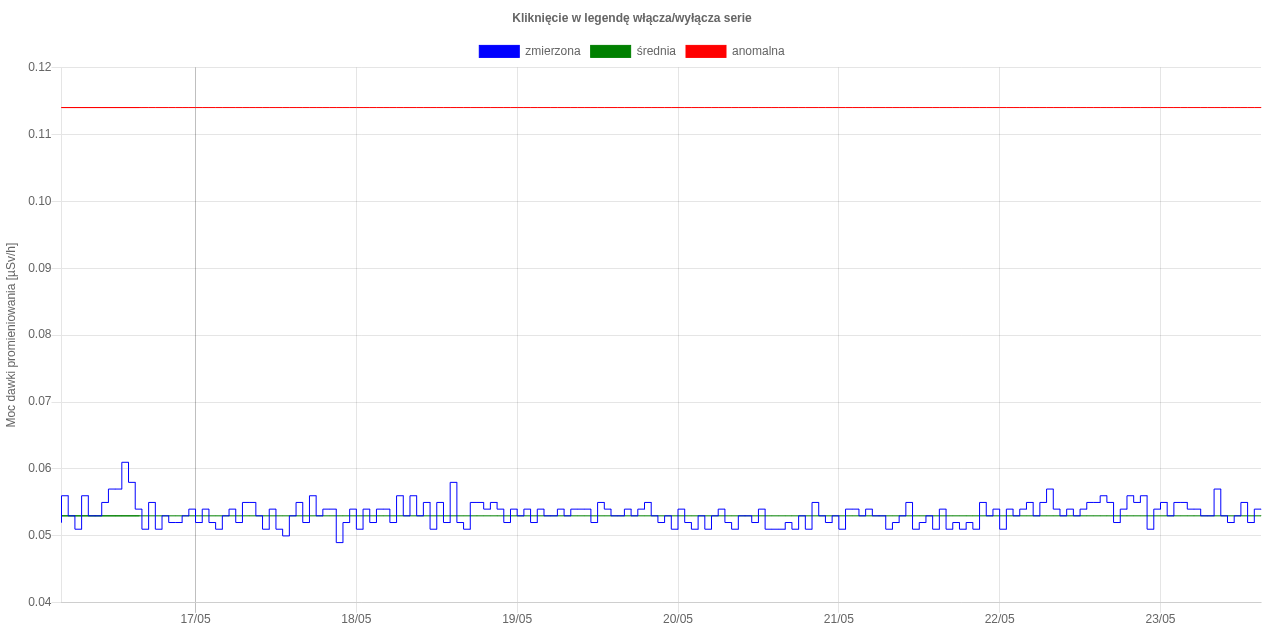 Kliknięcie w legendę włącza/wyłącza serie
zmierzona średnia anomalna
Moc dawki promieniowania [µSv/h]
0.12
0.11
0.10
0.09
0.08
0.07
0.06
0.05
0.04
17/05 18/05 19/05 20/05 21/05 22/05 23/05